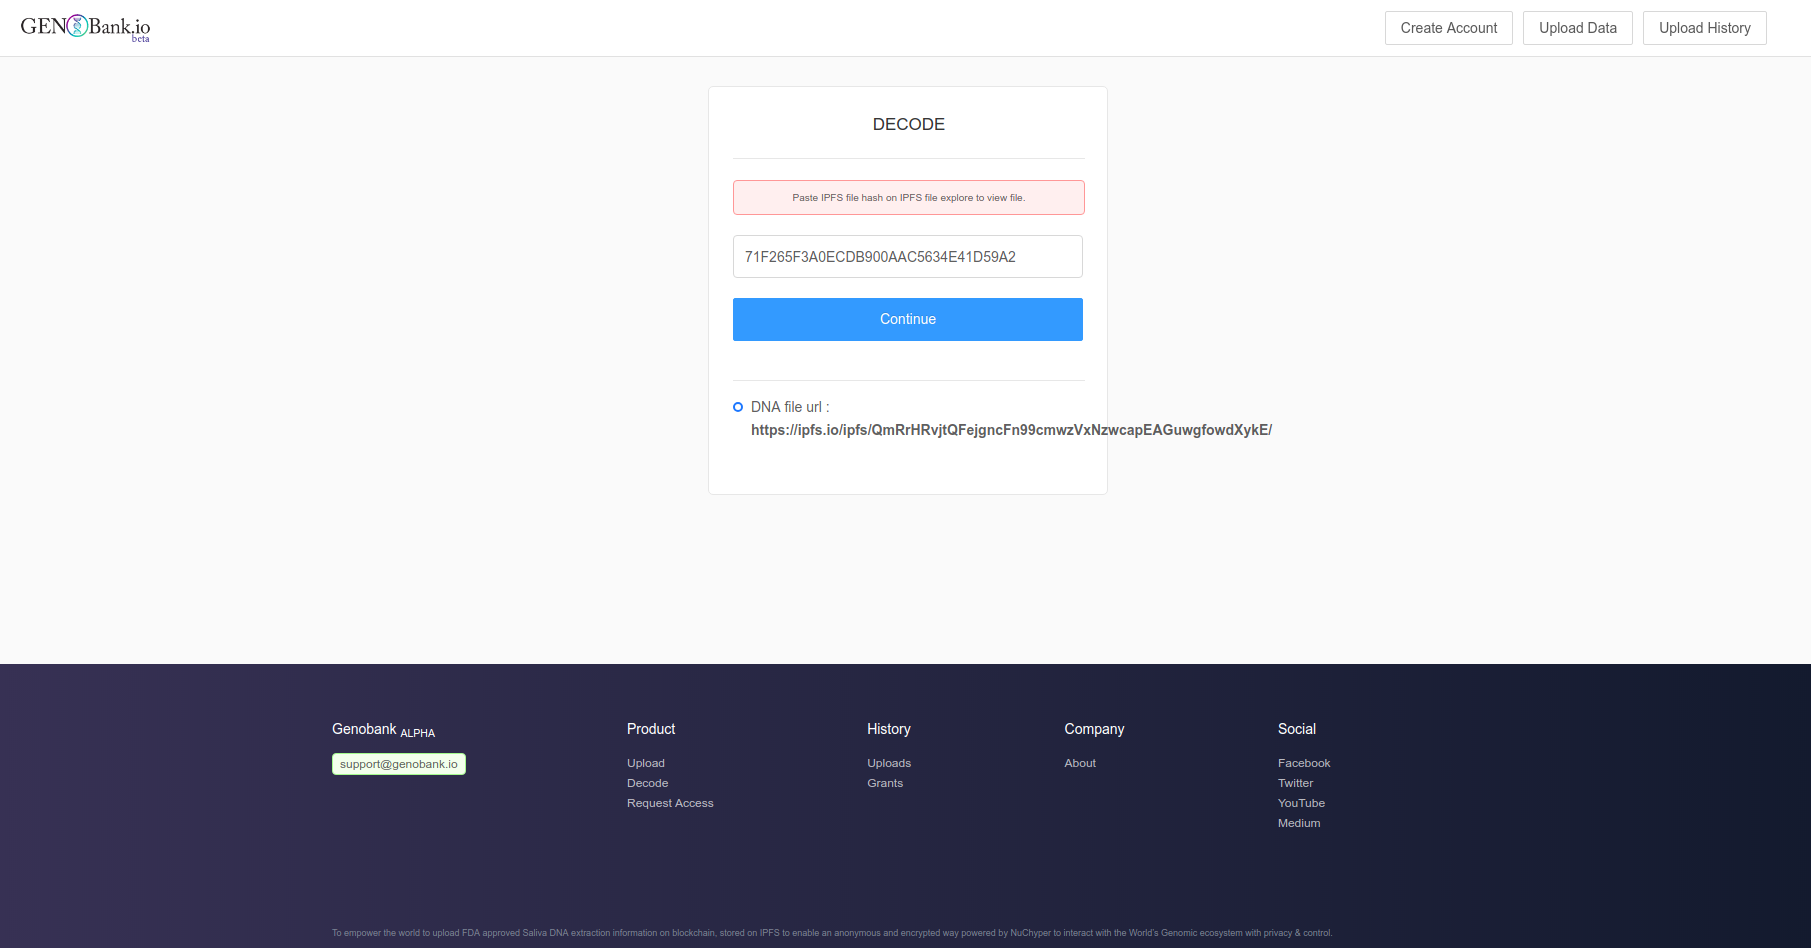 GENOBank.io
beta
Create Account
Upload Data
Upload History
DECODE
Paste IPFS file hash on IPFS file explore to view file.
71F265F3A0ECDB900AAC5634E41D59A2
Continue
DNA file url :
https://ipfs.io/ipfs/QmRrHRvjtQFejgncFn99cmwzVxNzwcapEAGuwgfowdXykE/
Genobank ALPHA
support@genobank.io
Product
Upload
Decode
Request Access
History
Uploads
Grants
Company
About
Social
Facebook
Twitter
YouTube
Medium
To empower the world to upload FDA approved Saliva DNA extraction information on blockchain, stored on IPFS to enable an anonymous and encrypted way powered by NuChyper to interact with the World's Genomic ecosystem with privacy & control.